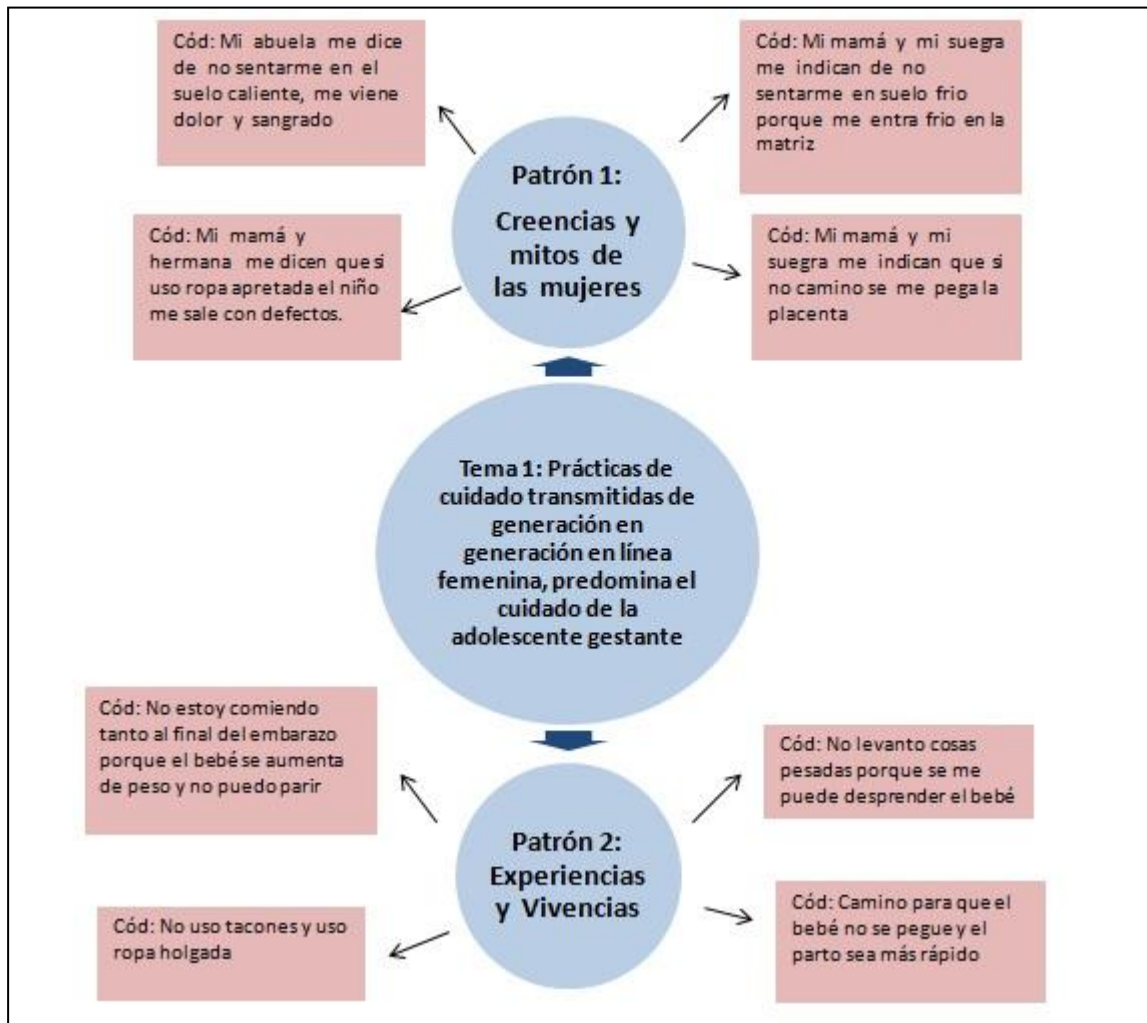 Cód: Mi abuela me dice
de no sentarme en el
suelo caliente, me viene
dolor y sangrado
Cód: Mi mamá y mi suegra
me indican de no
sentarme en suelo frio
porque me entra frio en la
matriz
Patrón 1:
Creencias y
mitos de
las mujeres
Cód: Mi mamá y
hermana me dicen que si
uso ropa apretada el niño
me sale con defectos.
Cód: Mi mamá y mi
suegra me indican que si
no camino se me pega la
placenta
Tema 1: Prácticas de
cuidado transmitidas de
generación en
generación en línea
femenina, predomina el
cuidado de la
adolescente gestante
Cód: No estoy comiendo
tanto al final del embarazo
porque el bebé se aumenta
de peso y no puedo parir
Cód: No levanto cosas
pesadas porque se me
puede desprender el bebé
Patrón 2:
Experiencias
y Vivencias
Cód: No uso tacones y uso
ropa holgada
Cód: Camino para que el
bebé no se pegue y el
parto sea más rápido